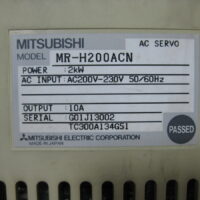 MITSUBISHI
AC SERVO
MODEL MR-H200ACN
POWER : 2kW
AC INPUT: AC200V-230V 50/60Hz
OUTPUT : 10A
SERIAL : G01J13002
TC300A134G51
PASSED
MITSUBISHI ELECTRIC CORPORATION
MADE IN JAPAN